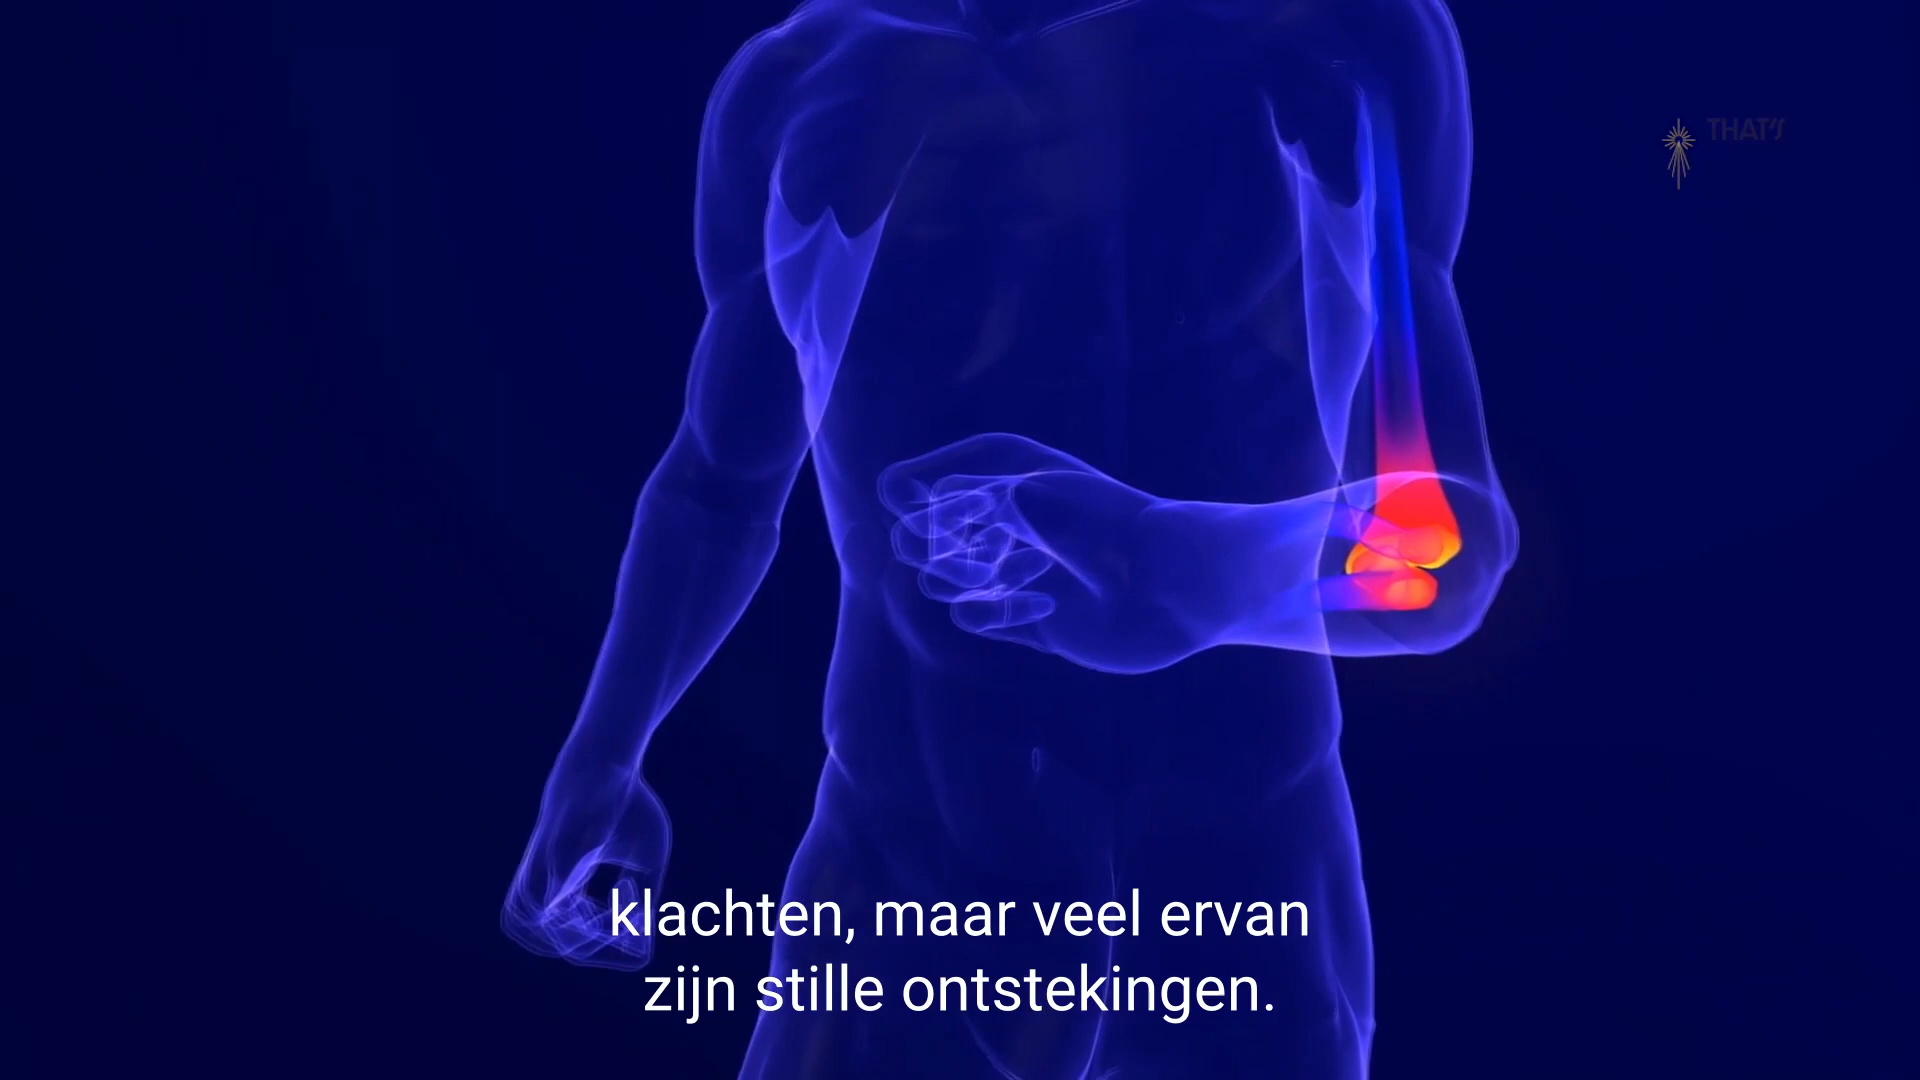 THAT'S
klachten, maar veel ervan
zijn stille ontstekingen.